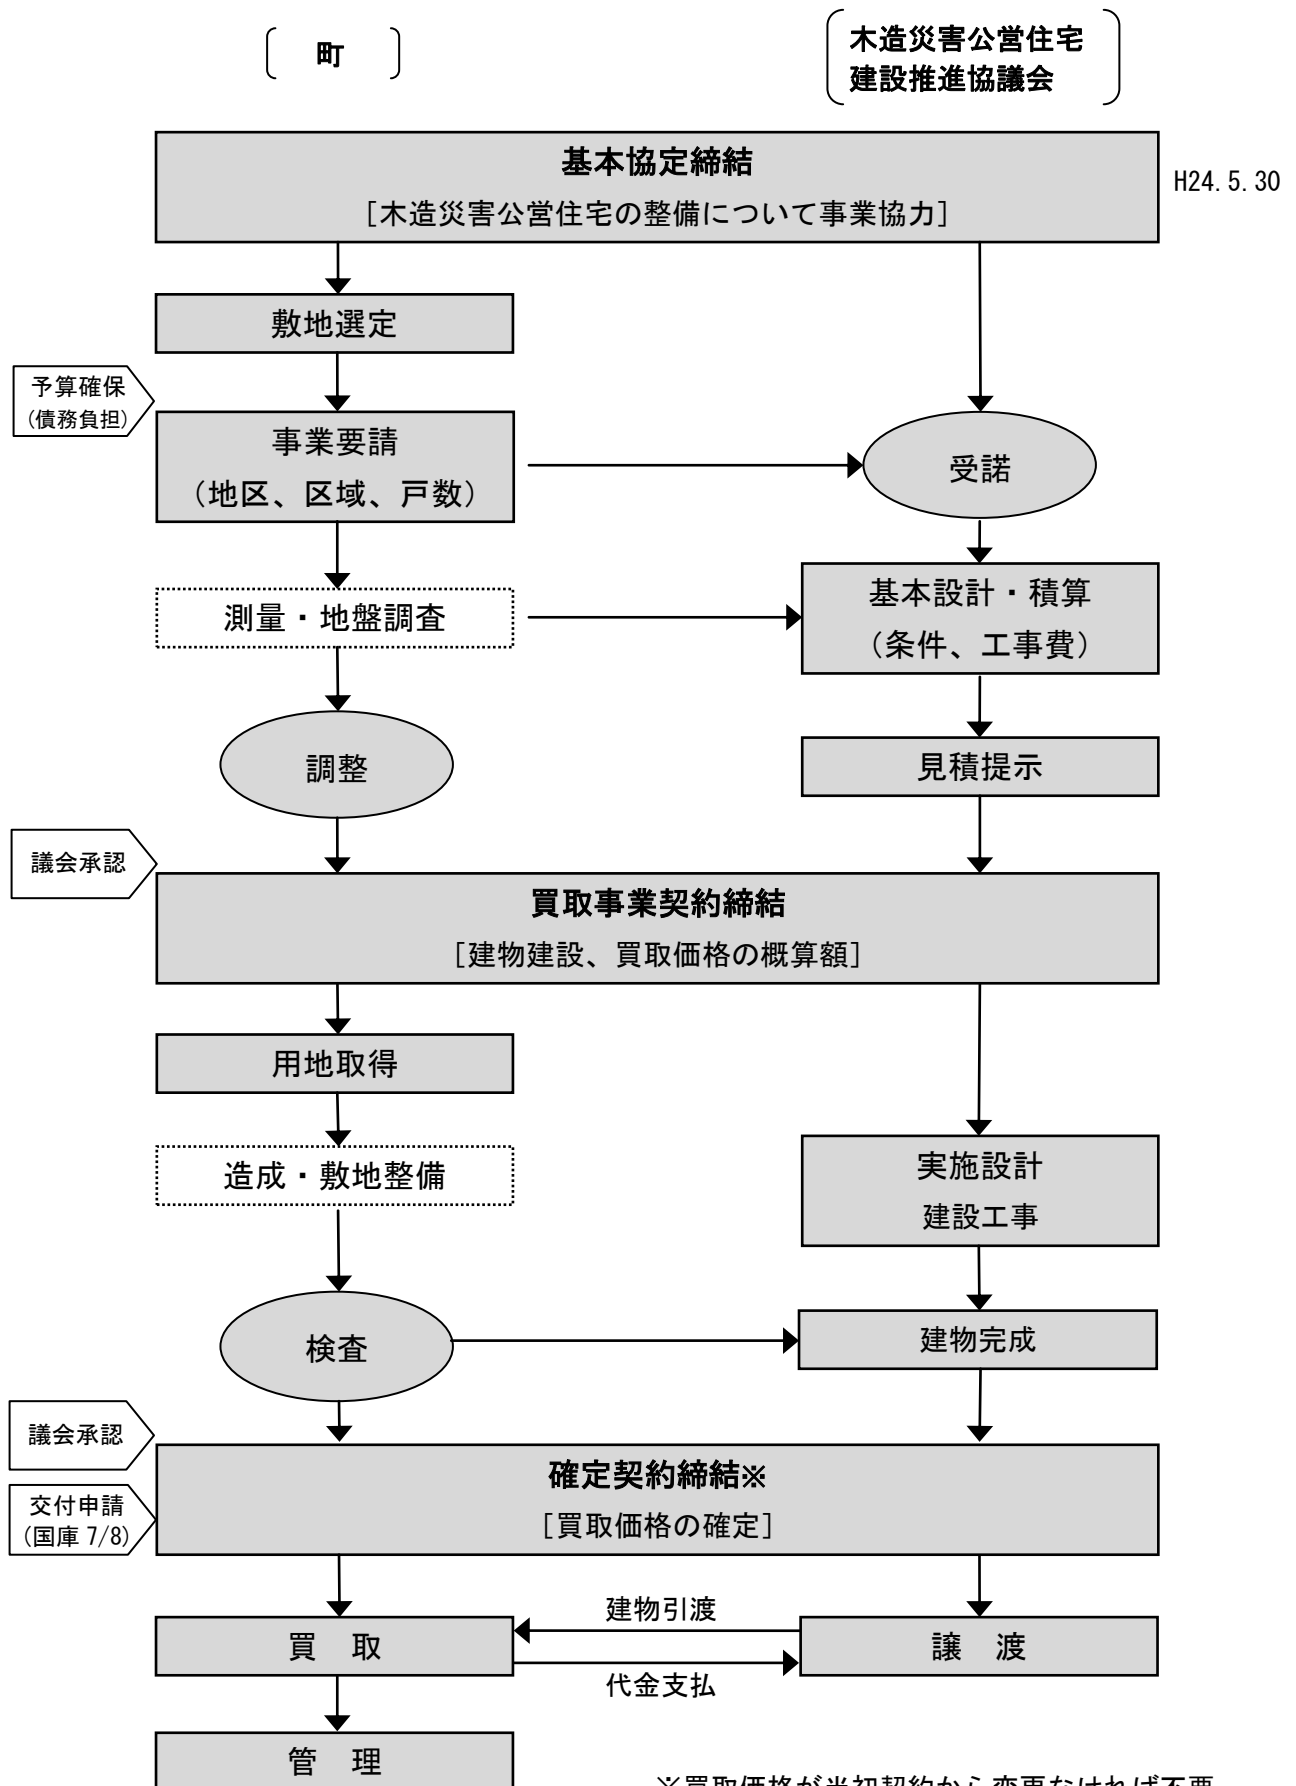 町
木造災害公営住宅
建設推進協議会
基本協定締結
［木造災害公営住宅の整備について事業協力］
H24.5.30
敷地選定
予算確保
(債務負担)
事業要請
（地区、区域、戸数）
受諾
測量・地盤調査
基本設計・積算
（条件、工事費）
調整
見積提示
議会承認
買取事業契約締結
［建物建設、買取価格の概算額］
用地取得
造成・敷地整備
実施設計
建設工事
検査
建物完成
議会承認
確定契約締結※
［買取価格の確定］
交付申請
(国庫 7/8)
建物引渡
買　取
譲　渡
代金支払
管　理
※買取価格が当初契約から変更なければ不要